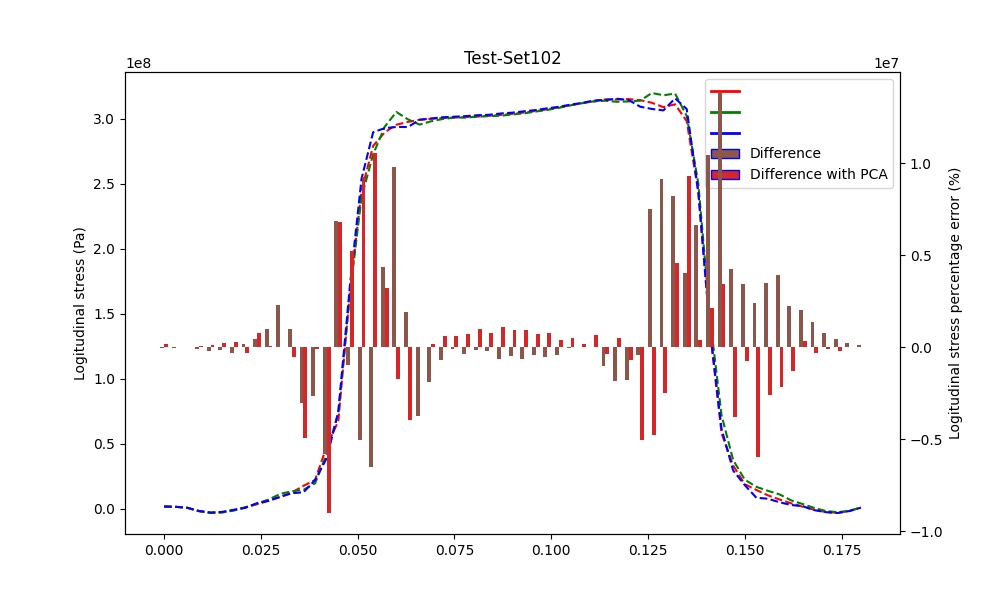 Test-Set102
1e8
1e7
3.0
2.5
2.0
1.5
1.0
0.5
0.0
Logitudinal stress (Pa)
Difference
Difference with PCA
1.0
0.5
0.0
−0.5
−1.0
Logitudinal stress percentage error (%)
0.000
0.025
0.050
0.075
0.100
0.125
0.150
0.175